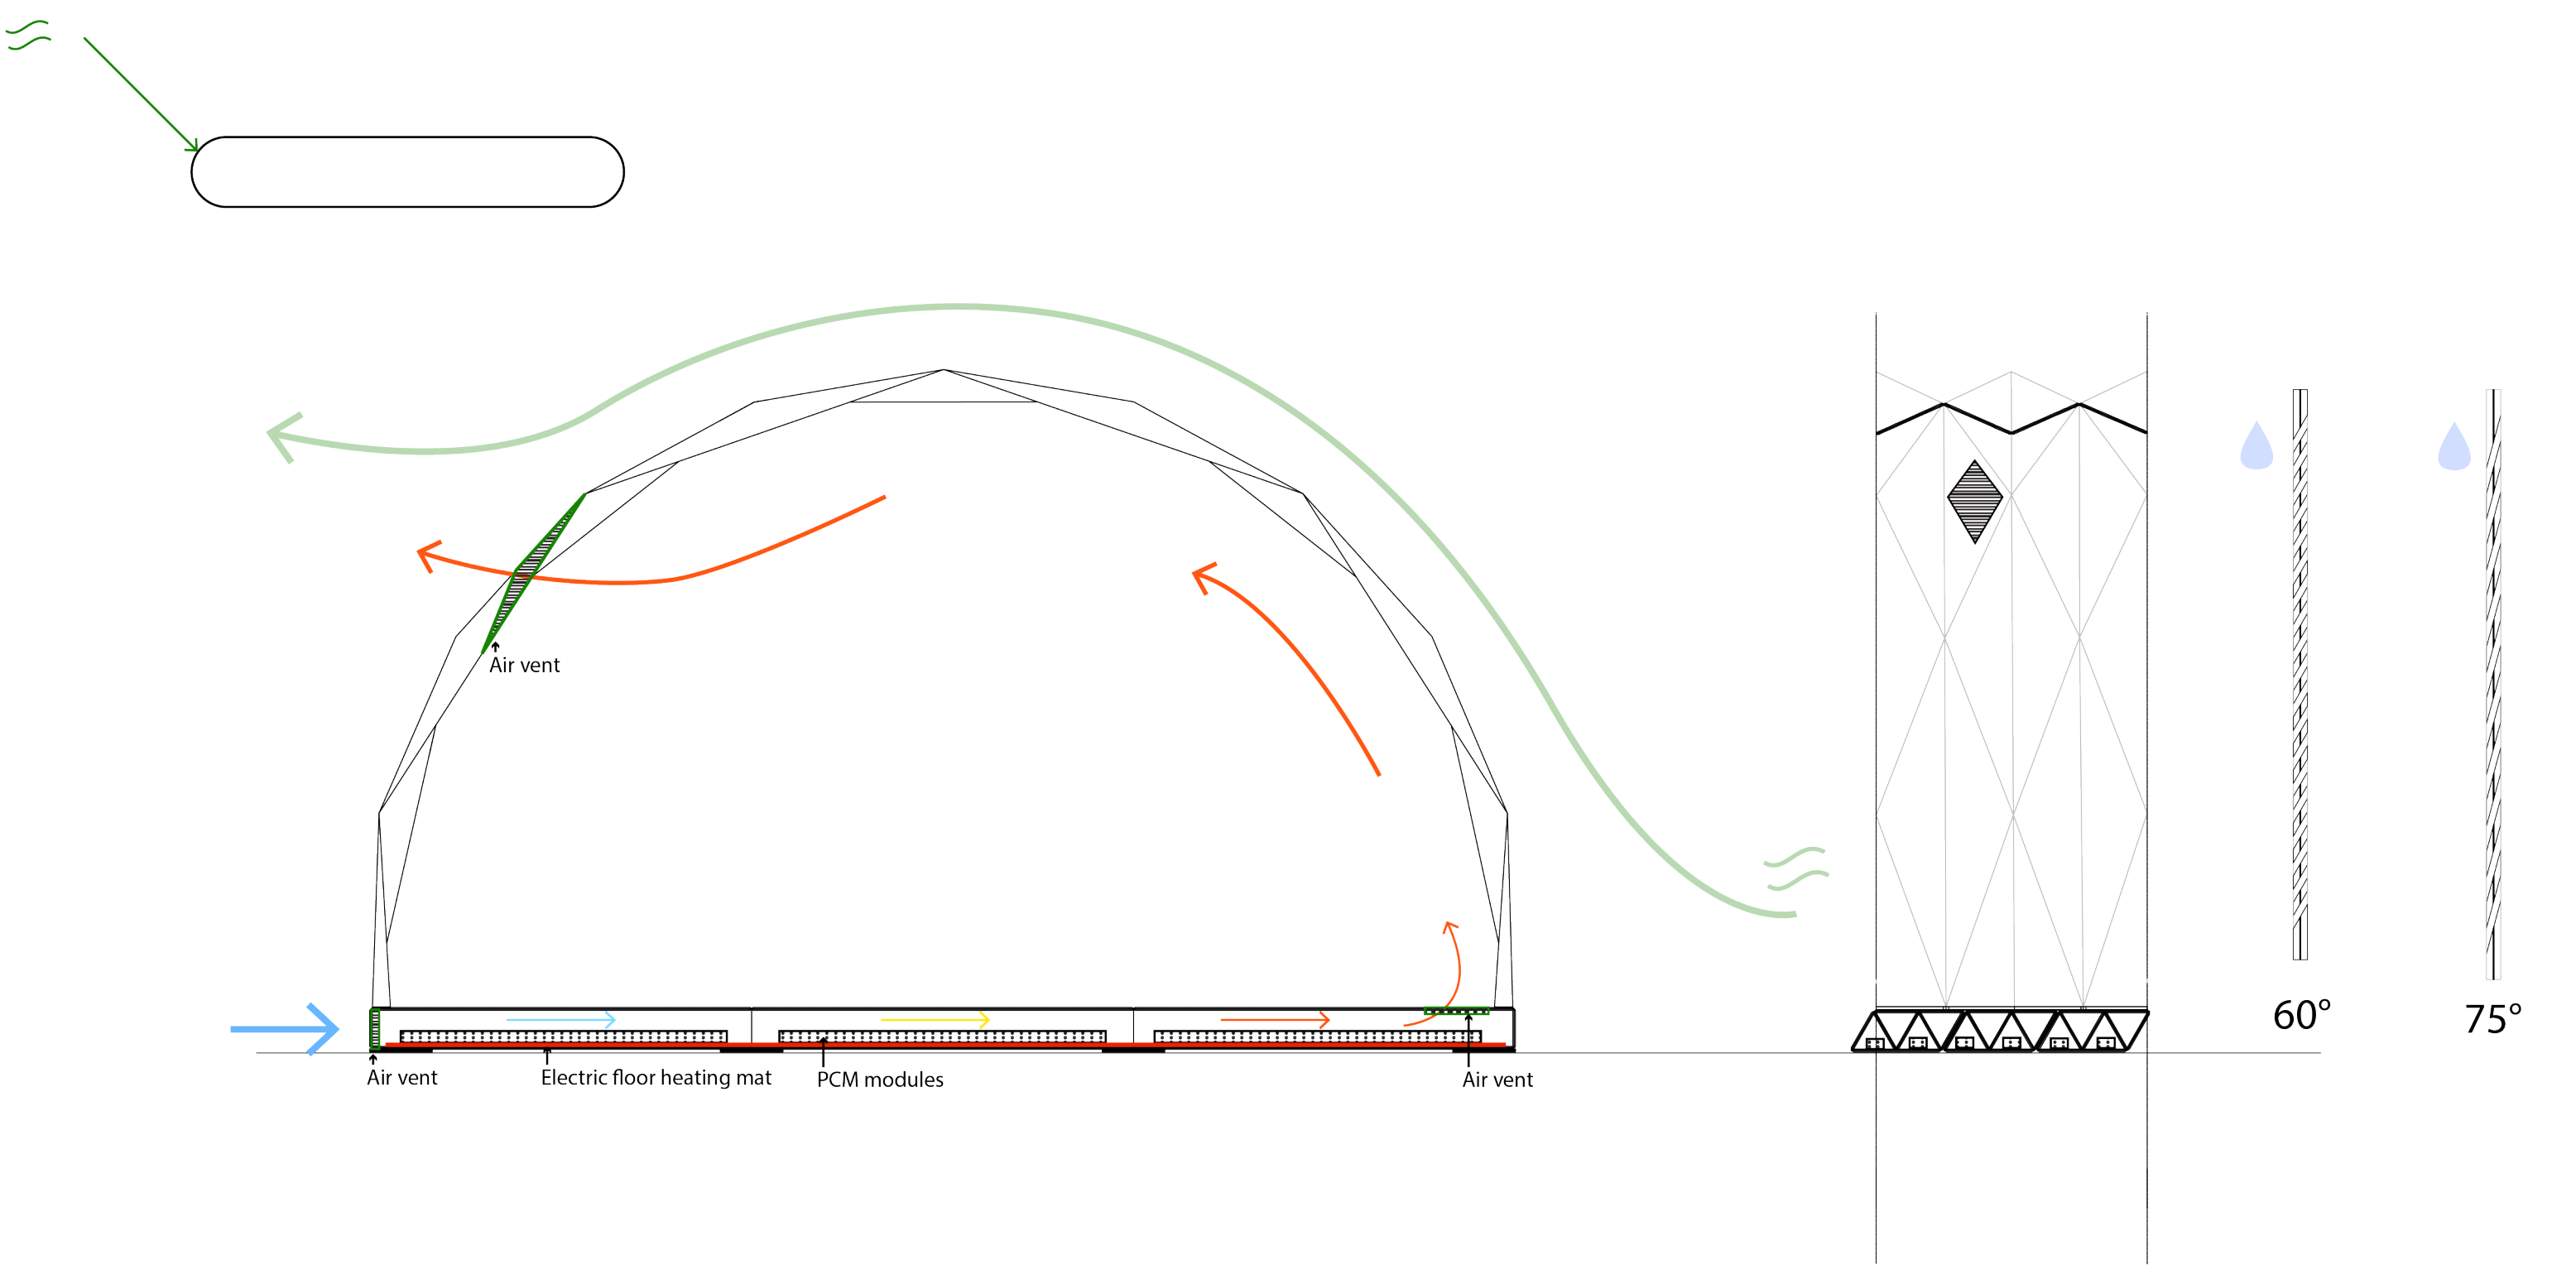 Air vent
60°
75°
Air vent
Electric floor heating mat
PCM modules
Air vent